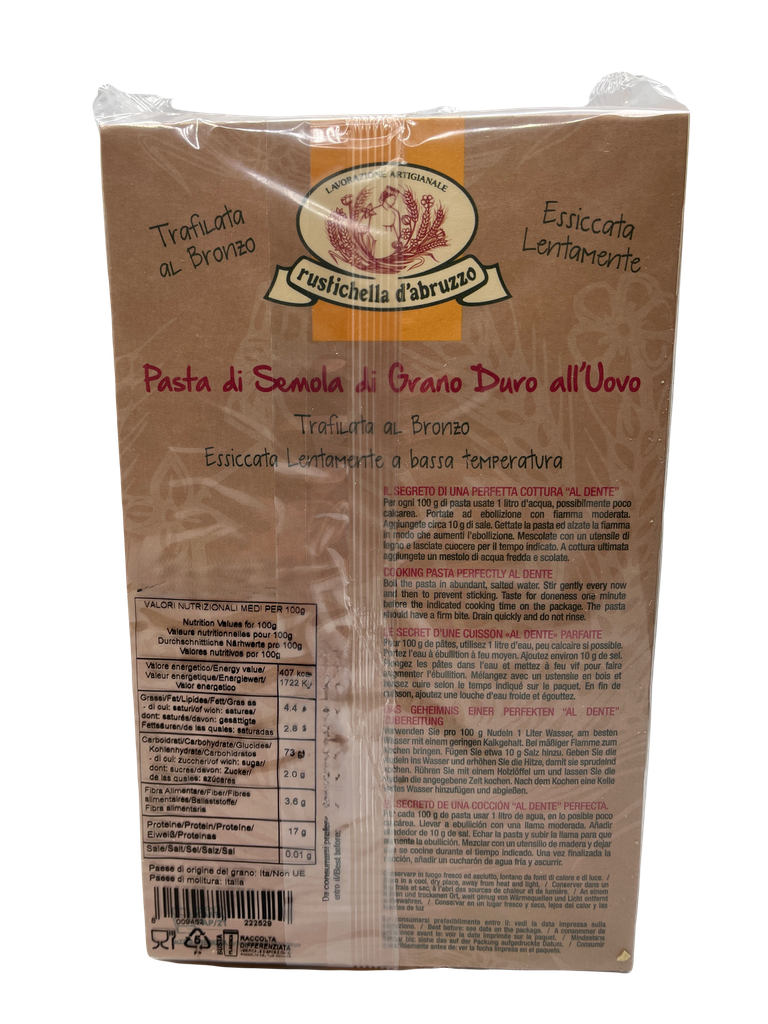 LAVORAZIONE ARTIGIANALE
rustichella d'abruzzo
Trafilata
al Bronzo
Essiccata
Lentamente
Pasta di Semola di Grano Duro all'Uovo
Trafilata al Bronzo
Essiccata Lentamente a bassa temperatura
IL SEGRETO DI UNA PERFETTA COTTURA "AL DENTE"
Per ogni 100 g di pasta usate 1 litro d'acqua, possibilmente poco
calcarea. Portate ad ebollizione con fiamma moderata.
Aggiungete circa 10 g di sale. Gettate la pasta ed alzate la fiamma
in modo che aumenti l'ebollizione. Mescolate con un utensile di
legno e lasciate cuocere per il tempo indicato. A cottura ultimata
aggiungete un mestolo di acqua fredda e scolate.
COOKING PASTA PERFECTLY AL DENTE
Boil the pasta in abundant, salted water. Stir gently every now
and then to prevent sticking. Taste for doneness one minute
before the indicated cooking time on the package. The pasta
should have a firm bite. Drain quickly and do not rinse.
LE SECRET D'UNE CUISSON «AL DENTE» PARFAITE
Pour 100 g de pâtes, utilisez 1 litre d'eau, peu calcaire si possible.
Portez l'eau à ébullition à feu moyen. Ajoutez environ 10 g de sel.
Plongez les pâtes dans l'eau et mettez à feu vif pour faire
augmenter l'ébullition. Mélangez avec un ustensile en bois et
laissez cuire selon le temps indiqué sur le paquet. En fin de
cuisson, ajoutez une louche d'eau froide et égouttez.
DAS GEHEIMNIS EINER PERFEKTEN "AL DENTE"
ZUBEREITUNG
Verwenden Sie pro 100 g Nudeln 1 Liter Wasser, am besten
Wasser mit einem geringen Kalkgehalt. Bei mäßiger Flamme zum
Kochen bringen. Fügen Sie etwa 10 g Salz hinzu. Geben Sie die
Nudeln ins Wasser und erhöhen Sie die Hitze, damit sie sprudelnd
kochen. Rühren Sie mit einem Holzlöffel um und lassen Sie die
Nudeln die angegebene Zeit kochen. Nach dem Kochen eine Kelle
kaltes Wasser hinzufügen und abgießen.
EL SECRETO DE UNA COCCIÓN "AL DENTE" PERFECTA.
Por cada 100 g de pasta usar 1 litro de agua, en lo posible poco
calcárea. Llevar a ebullición con una llama moderada. Añadir
alrededor de 10 g de sal. Echar la pasta y subir la llama para que
aumente la ebullición. Mezclar con un utensilio de madera y dejar
que se cocine durante el tiempo indicado. Una vez finalizada la
cocción, añadir un cucharón de agua fría y escurrir.
VALORI NUTRIZIONALI MEDI PER 100g
Nutrition Values for 100g
Valeurs nutritionnelles pour 100g
Durchschnittliche Närhwerte pro 100g
Valores nutritivos por 100g
Valore energetico/Energy value/
Valeur energetique/Energiewert/
Valor energetico
407 kcal
1722 Kj
Grassi/Fat/Lipides/Fett/Gras as
- di cui: saturi/of wich: satures/
dont: saturés/davon: gesättigte
Fettsäuren/de las quales: saturadas
4.4 g
2.8 g
Carboidrati/Carbohydrate/Glucides/
Kohlenhydrate/Carbohidratos
- di cui: zuccheri/of wich: sugar/
dont: sucres/davon: Zucker/
de las quales: azúcares
73 g
2.0 g
Fibra Alimentare/Fiber/Fibres
alimentaires/Ballaststoffe/
Fibra alimentaria
3.6 g
Proteine/Protein/Proteine/
Eiweiß/Proteinas
17 g
Sale/Salt/Sel/Salz/Sal
0.01 g
Paese di origine del grano: Ita/Non UE
Paese di molitura: Italia
8 009452 222529
RACCOLTA
DIFFERENZIATA